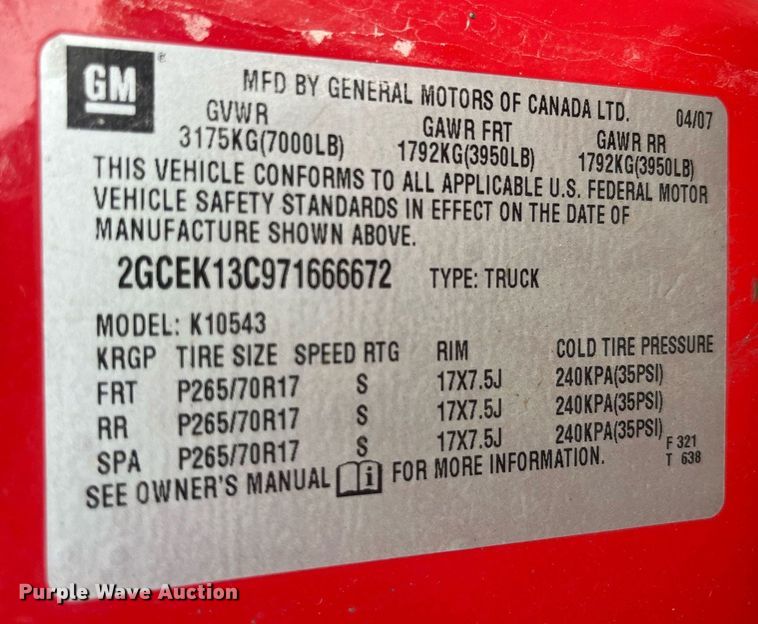 GM
MFD BY GENERAL MOTORS OF CANADA LTD. 04/07
GVWR GAWR FRT GAWR RR
3175KG(7000LB) 1792KG(3950LB) 1792KG(3950LB)
THIS VEHICLE CONFORMS TO ALL APPLICABLE U.S. FEDERAL MOTOR
VEHICLE SAFETY STANDARDS IN EFFECT ON THE DATE OF
MANUFACTURE SHOWN ABOVE.
2GCEK13C971666672 TYPE: TRUCK
MODEL: K10543
KRGP TIRE SIZE SPEED RTG RIM COLD TIRE PRESSURE
FRT P265/70R17 S 17X7.5J 240KPA(35PSI)
RR P265/70R17 S 17X7.5J 240KPA(35PSI)
SPA P265/70R17 S 17X7.5J 240KPA(35PSI)
SEE OWNER'S MANUAL i FOR MORE INFORMATION.
F 321
T 638
Purple Wave Auction